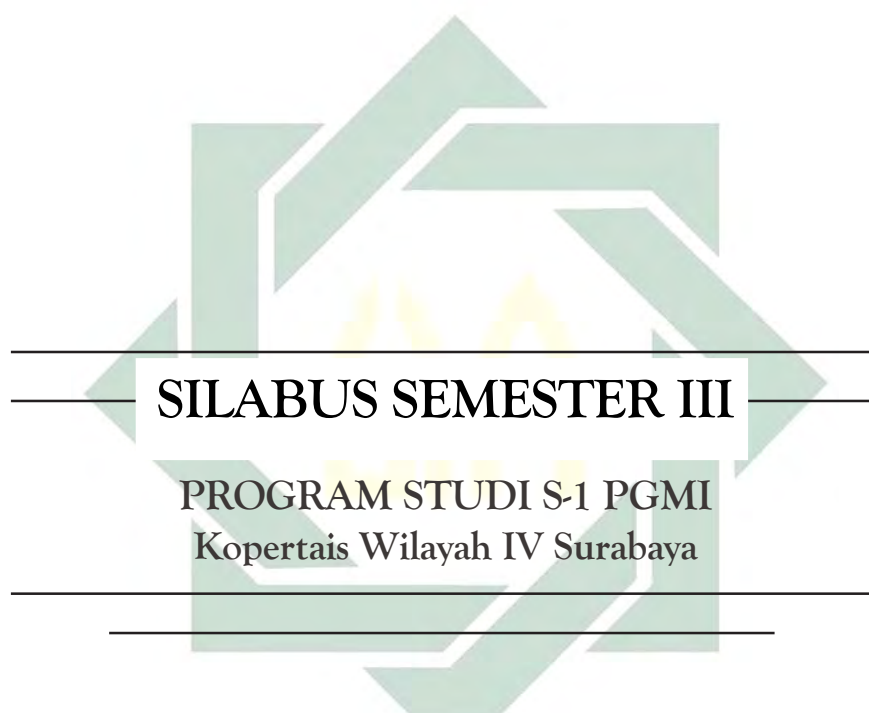 SILABUS SEMESTER III
PROGRAM STUDI S-1 PGMI
Kopertais Wilayah IV Surabaya